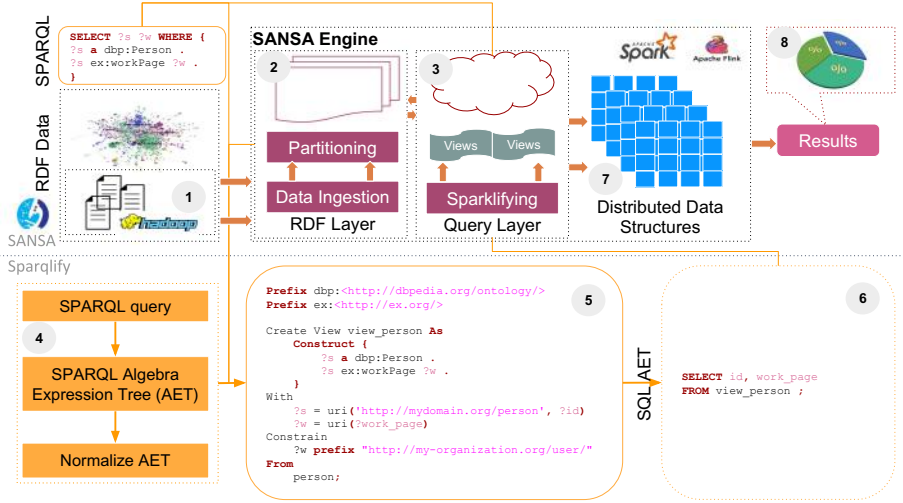 SPARQL
SELECT ?s ?w WHERE {
?s a dbp:Person .
?s ex:workPage ?w .
}
RDF Data
1
hadoop
SANSA
SANSA Engine
2
Partitioning
Data Ingestion
RDF Layer
3
Views
Views
Sparklifying
Query Layer
APACHE
Spark
Apache Flink
7
Distributed Data
Structures
8
o/o
o/o
o/o
Results
Sparqlify
SPARQL query
4
SPARQL Algebra
Expression Tree (AET)
Normalize AET
5
Prefix dbp:<http://dbpedia.org/ontology/>
Prefix ex:<http://ex.org/>
Create View view_person As
Construct {
?s a dbp:Person .
?s ex:workPage ?w .
}
With
?s = uri('http://mydomain.org/person', ?id)
?w = uri(?work_page)
Constrain
?w prefix "http://my-organization.org/user/"
From
person;
SQL AET
6
SELECT id, work_page
FROM view_person ;